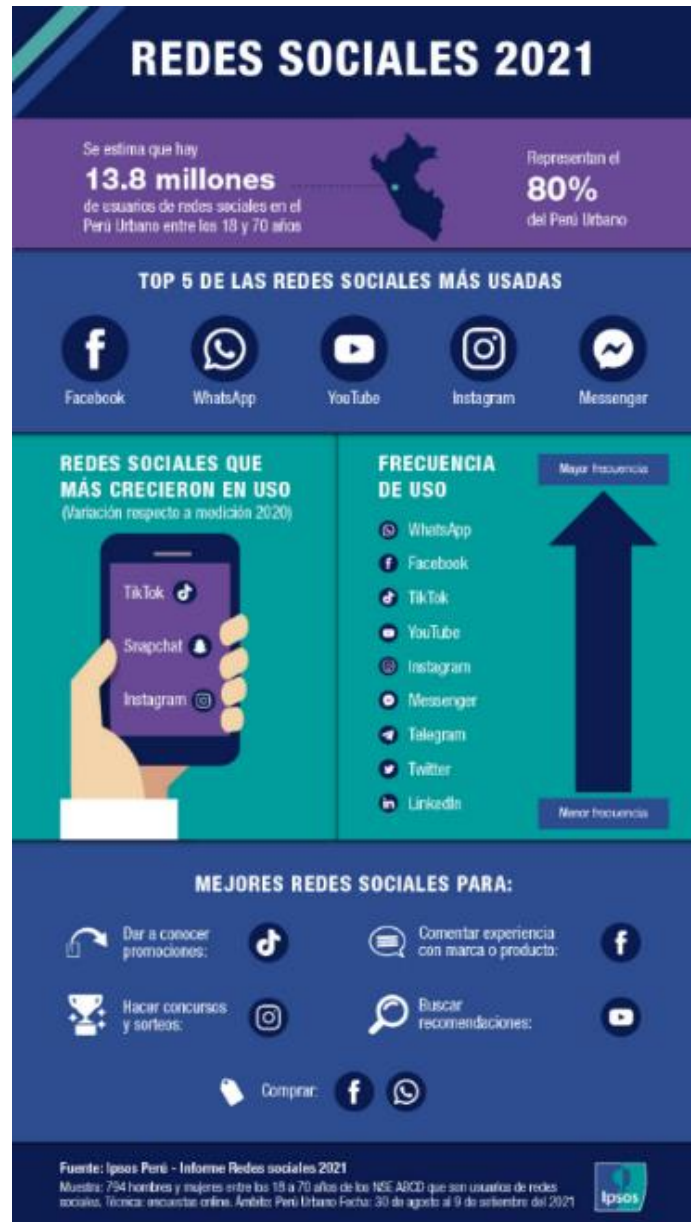 REDES SOCIALES 2021
Se estima que hay
13.8 millones
de usuarios de redes sociales en el
Perú Urbano entre los 18 y 70 años
Representan el
80%
del Perú Urbano
TOP 5 DE LAS REDES SOCIALES MÁS USADAS
Facebook
WhatsApp
YouTube
Instagram
Messenger
REDES SOCIALES QUE
MÁS CRECIERON EN USO
(Variación respecto a medición 2020)
TikTok
Snapchat
Instagram
FRECUENCIA
DE USO
Mayor frecuencia
WhatsApp
Facebook
TikTok
YouTube
Instagram
Messenger
Telegram
Twitter
LinkedIn
Menor frecuencia
MEJORES REDES SOCIALES PARA:
Dar a conocer
promociones:
Comentar experiencia
con marca o producto:
Hacer concursos
y sorteos:
Buscar
recomendaciones:
Comprar:
Fuente: Ipsos Perú - Informe Redes sociales 2021
Muestra: 794 hombres y mujeres entre los 18 a 70 años de los NSE ABCD que son usuarios de redes
sociales. Técnica: encuestas online. Ámbito: Perú Urbano Fecha: 30 de agosto al 9 de setiembre del 2021
Ipsos